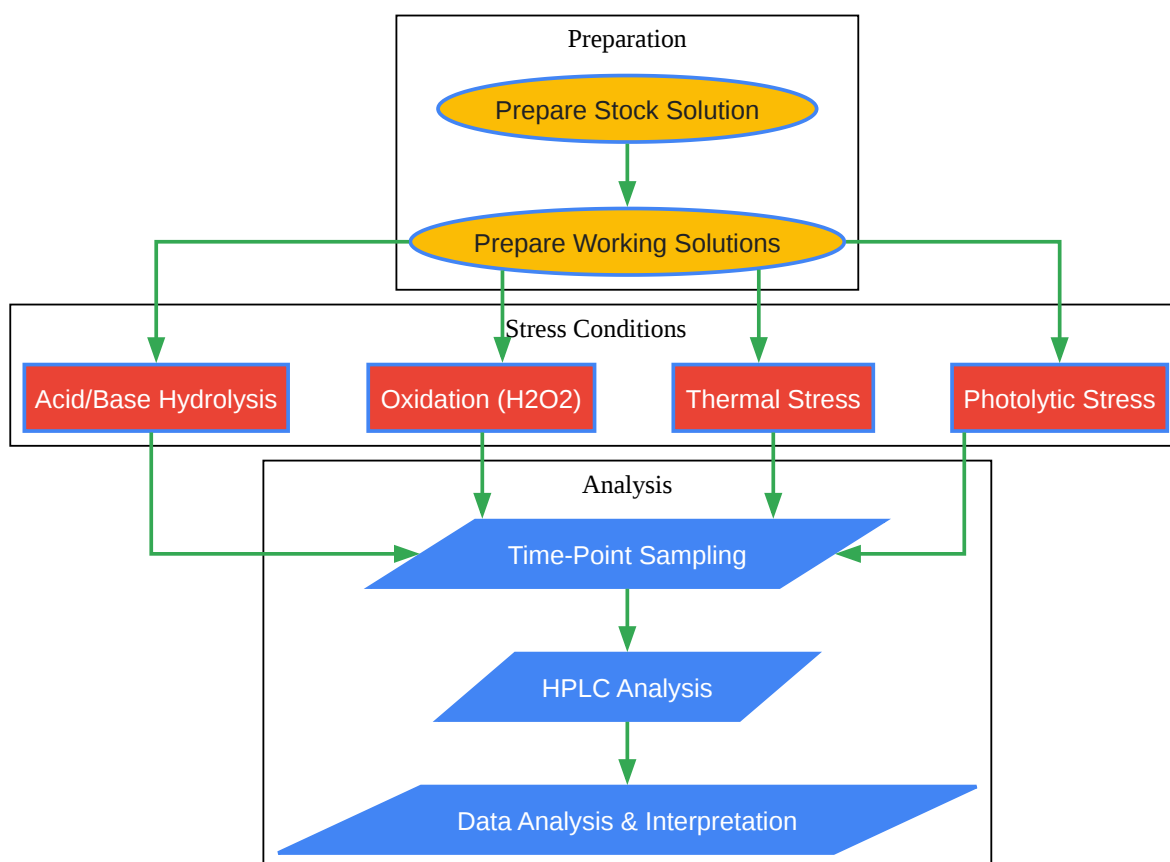 Preparation
Prepare Stock Solution
Prepare Working Solutions
Stress Conditions
Acid/Base Hydrolysis
Oxidation (H2O2)
Thermal Stress
Photolytic Stress
Analysis
Time-Point Sampling
HPLC Analysis
Data Analysis & Interpretation